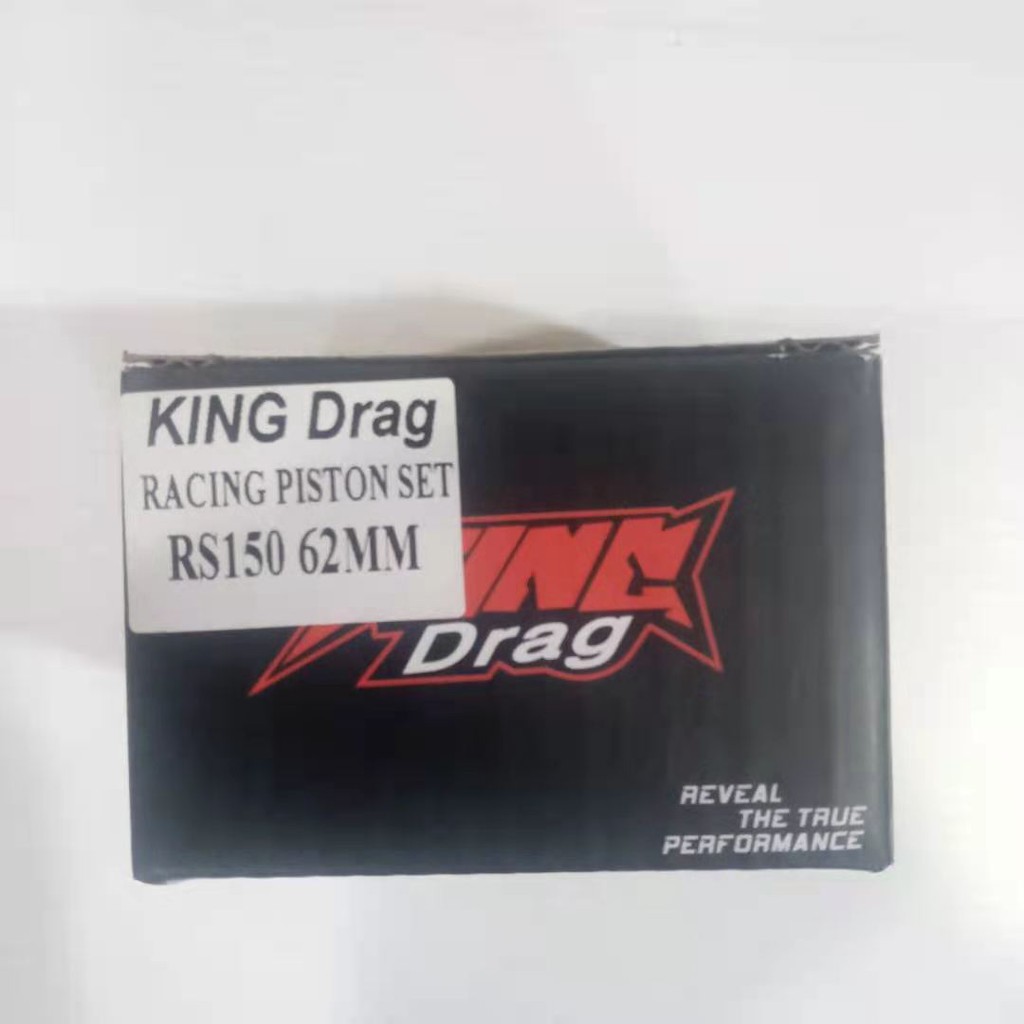 KING Drag
RACING PISTON SET
RS150 62MM
Drag
REVEAL
THE TRUE
PERFORMANCE